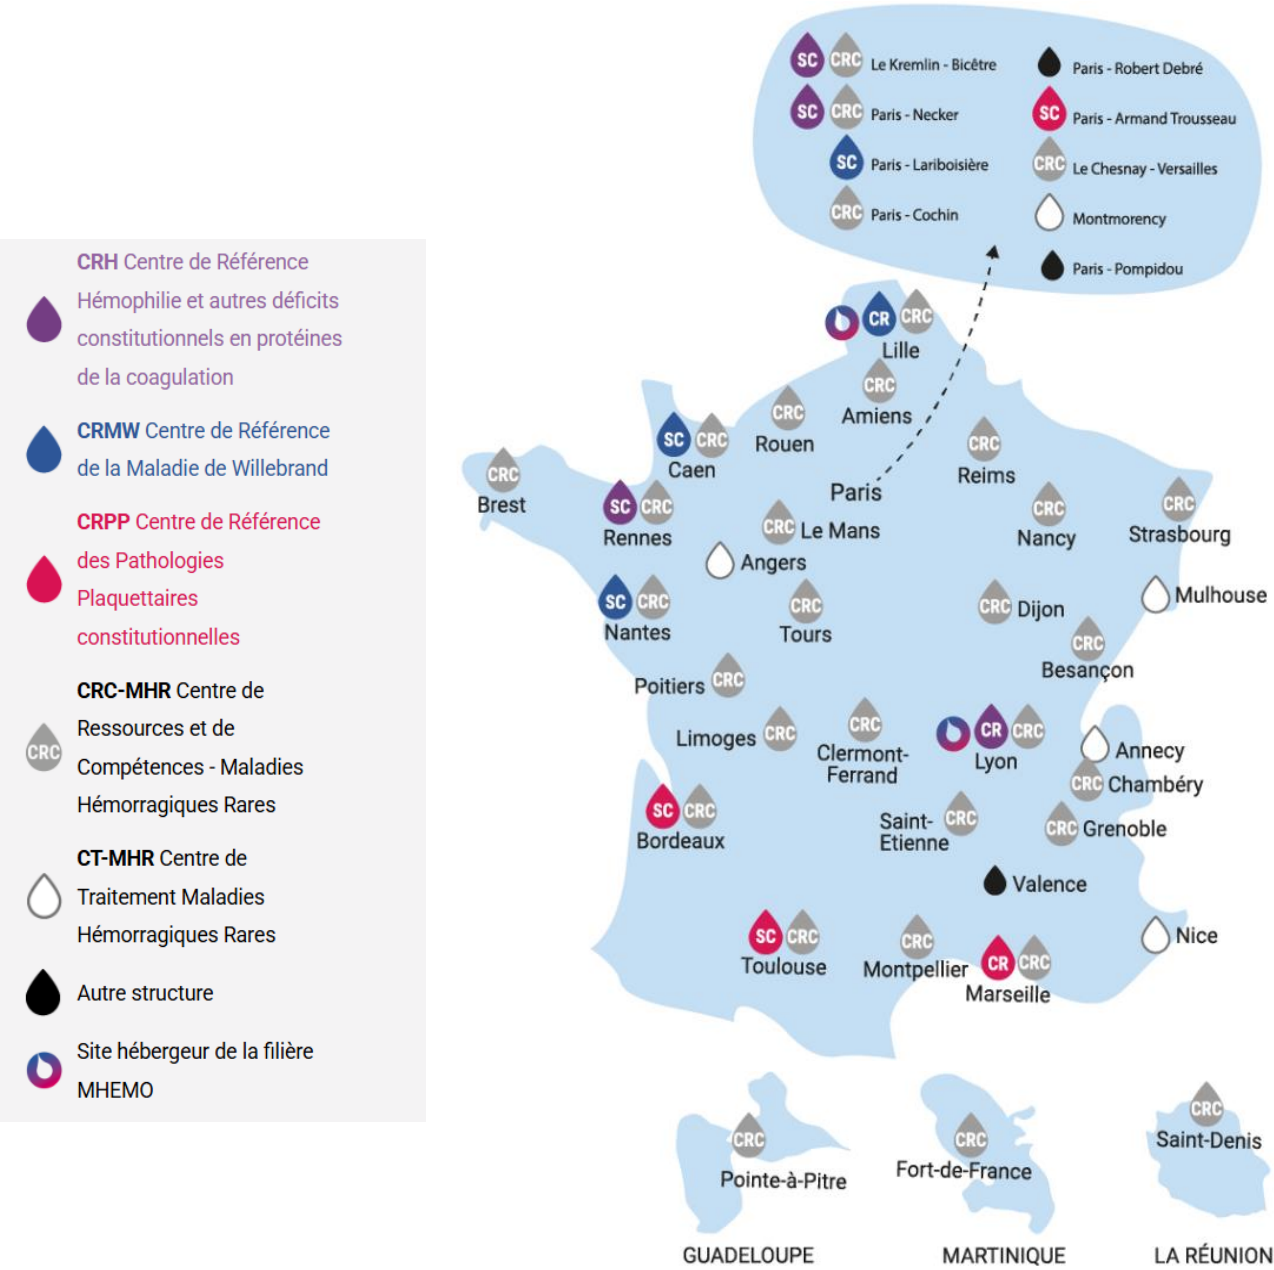 SC CRC Le Kremlin - Bicêtre
SC CRC Paris - Necker
SC Paris - Lariboisière
CRC Paris - Cochin
Paris - Robert Debré
SC Paris - Armand Trousseau
CRC Le Chesnay - Versailles
Montmorency
Paris - Pompidou
CRH Centre de Référence
Hémophilie et autres déficits
constitutionnels en protéines
de la coagulation
CRMW Centre de Référence
de la Maladie de Willebrand
CRPP Centre de Référence
des Pathologies
Plaquettaires
constitutionnelles
CRC-MHR Centre de
Ressources et de
CRC
Compétences - Maladies
Hémorragiques Rares
CT-MHR Centre de
Traitement Maladies
Hémorragiques Rares
Autre structure
Site hébergeur de la filière
MHEMO
CR CRC
Lille
CRC
Amiens
CRC
Rouen
SC CRC
Caen
CRC
Reims
CRC
Brest
Paris
SC CRC
Rennes
CRC Le Mans
CRC
Nancy
CRC
Strasbourg
Angers
Mulhouse
SC CRC
Nantes
CRC
Tours
CRC Dijon
CRC
Besançon
Poitiers CRC
Limoges CRC
CRC
Clermont-
Ferrand
CR CRC
Lyon
Annecy
CRC Chambéry
SC CRC
Bordeaux
Saint-
Etienne
CRC
CRC Grenoble
Valence
SC CRC
Toulouse
CRC
Montpellier
CR CRC
Marseille
Nice
CRC
Pointe-à-Pitre
GUADELOUPE
CRC
Fort-de-France
MARTINIQUE
CRC
Saint-Denis
LA RÉUNION